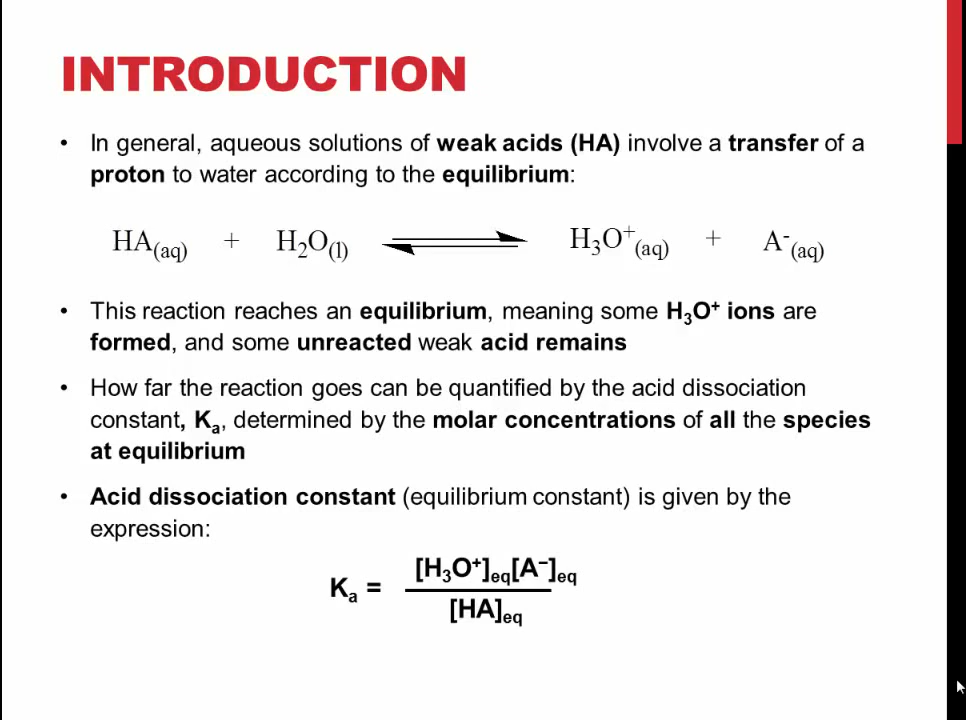 INTRODUCTION
• In general, aqueous solutions of weak acids (HA) involve a transfer of a
proton to water according to the equilibrium:
HA(aq) + H₂O(l) ⇌ H₃O⁺(aq) + A⁻(aq)
• This reaction reaches an equilibrium, meaning some H₃O⁺ ions are
formed, and some unreacted weak acid remains
• How far the reaction goes can be quantified by the acid dissociation
constant, Kₐ, determined by the molar concentrations of all the species
at equilibrium
• Acid dissociation constant (equilibrium constant) is given by the
expression:
Kₐ = [H₃O⁺]eq[A⁻]eq
[HA]eq